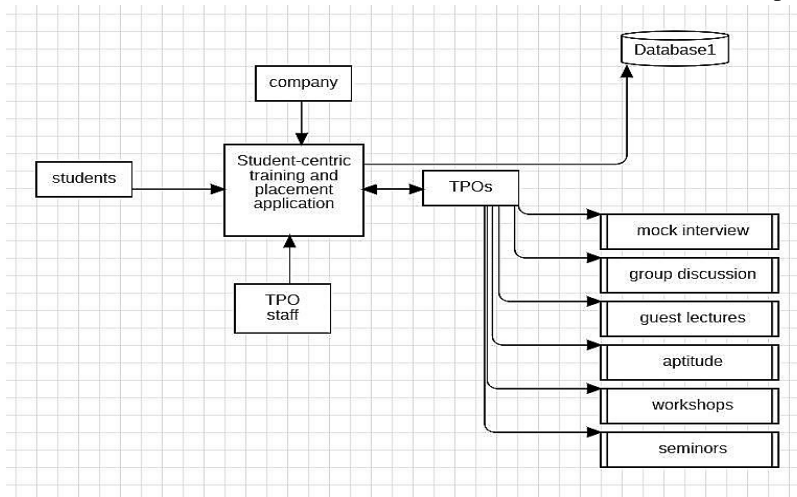 Database1
company
Student-centric
training and
placement
application
students
TPOs
mock interview
group discussion
TPO
staff
guest lectures
aptitude
workshops
seminors